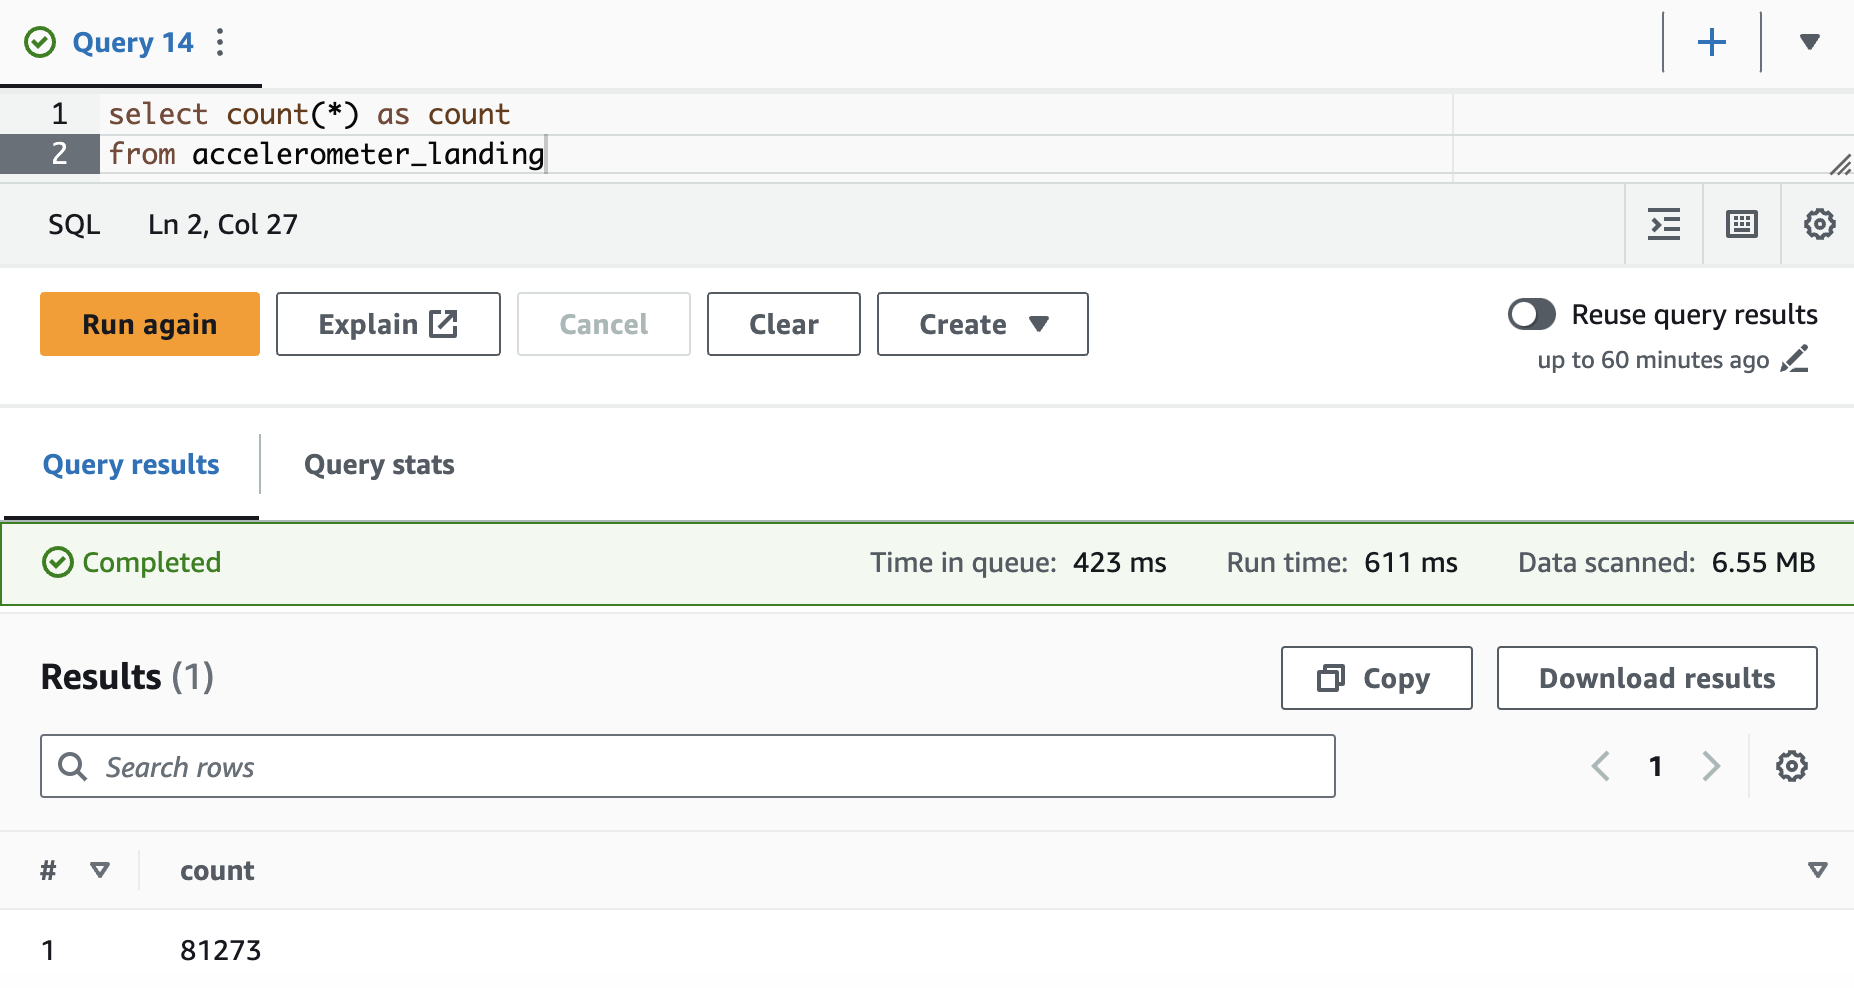 Query 14
1 select count(*) as count
2 from accelerometer_landing
SQL Ln 2, Col 27
Run again Explain Cancel Clear Create Reuse query results
up to 60 minutes ago
Query results Query stats
Completed Time in queue: 423 ms Run time: 611 ms Data scanned: 6.55 MB
Results (1) Copy Download results
Search rows 1
# count
1 81273